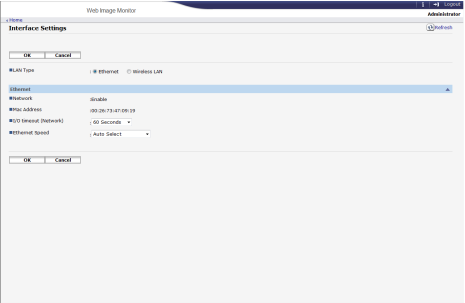 Logout
Web Image Monitor
Administrator
Home
Interface Settings
Refresh
OK Cancel
LAN Type : Ethernet Wireless LAN
Ethernet
Network :Enable
Mac Address :00:26:73:47:09:19
I/O timeout (Network) : 60 Seconds
Ethernet Speed : Auto Select
OK Cancel